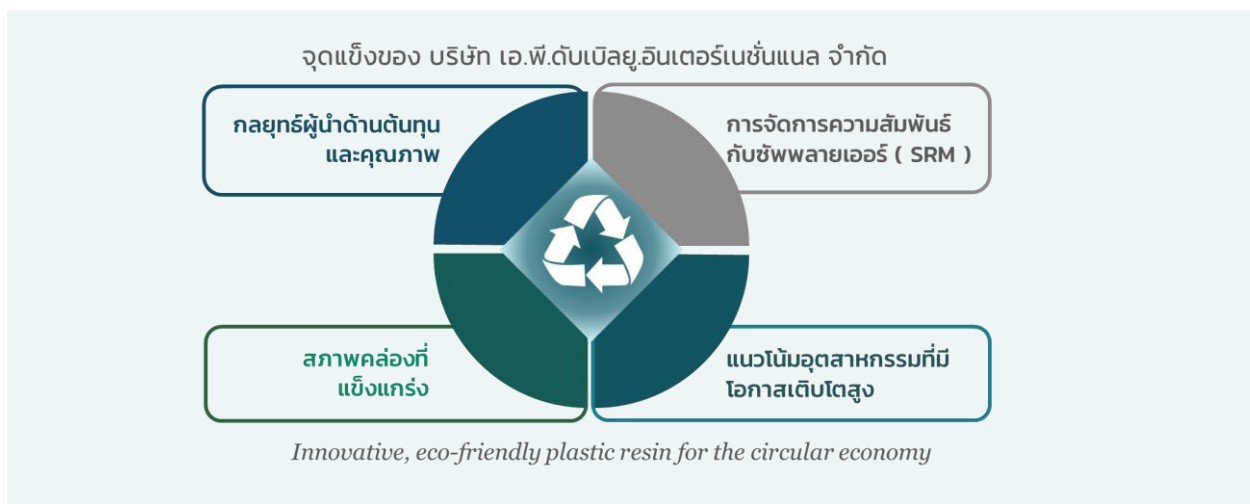 จุดแข็งของ บริษัท เอ.พี.ดับเบิลยู.อินเตอร์เนชั่นแนล จำกัด
กลยุทธ์ผู้นำด้านต้นทุน
และคุณภาพ
การจัดการความสัมพันธ์
กับซัพพลายเออร์ ( SRM )
สภาพคล่องที่
แข็งแกร่ง
แนวโน้มอุตสาหกรรมที่มี
โอกาสเติบโตสูง
Innovative, eco-friendly plastic resin for the circular economy